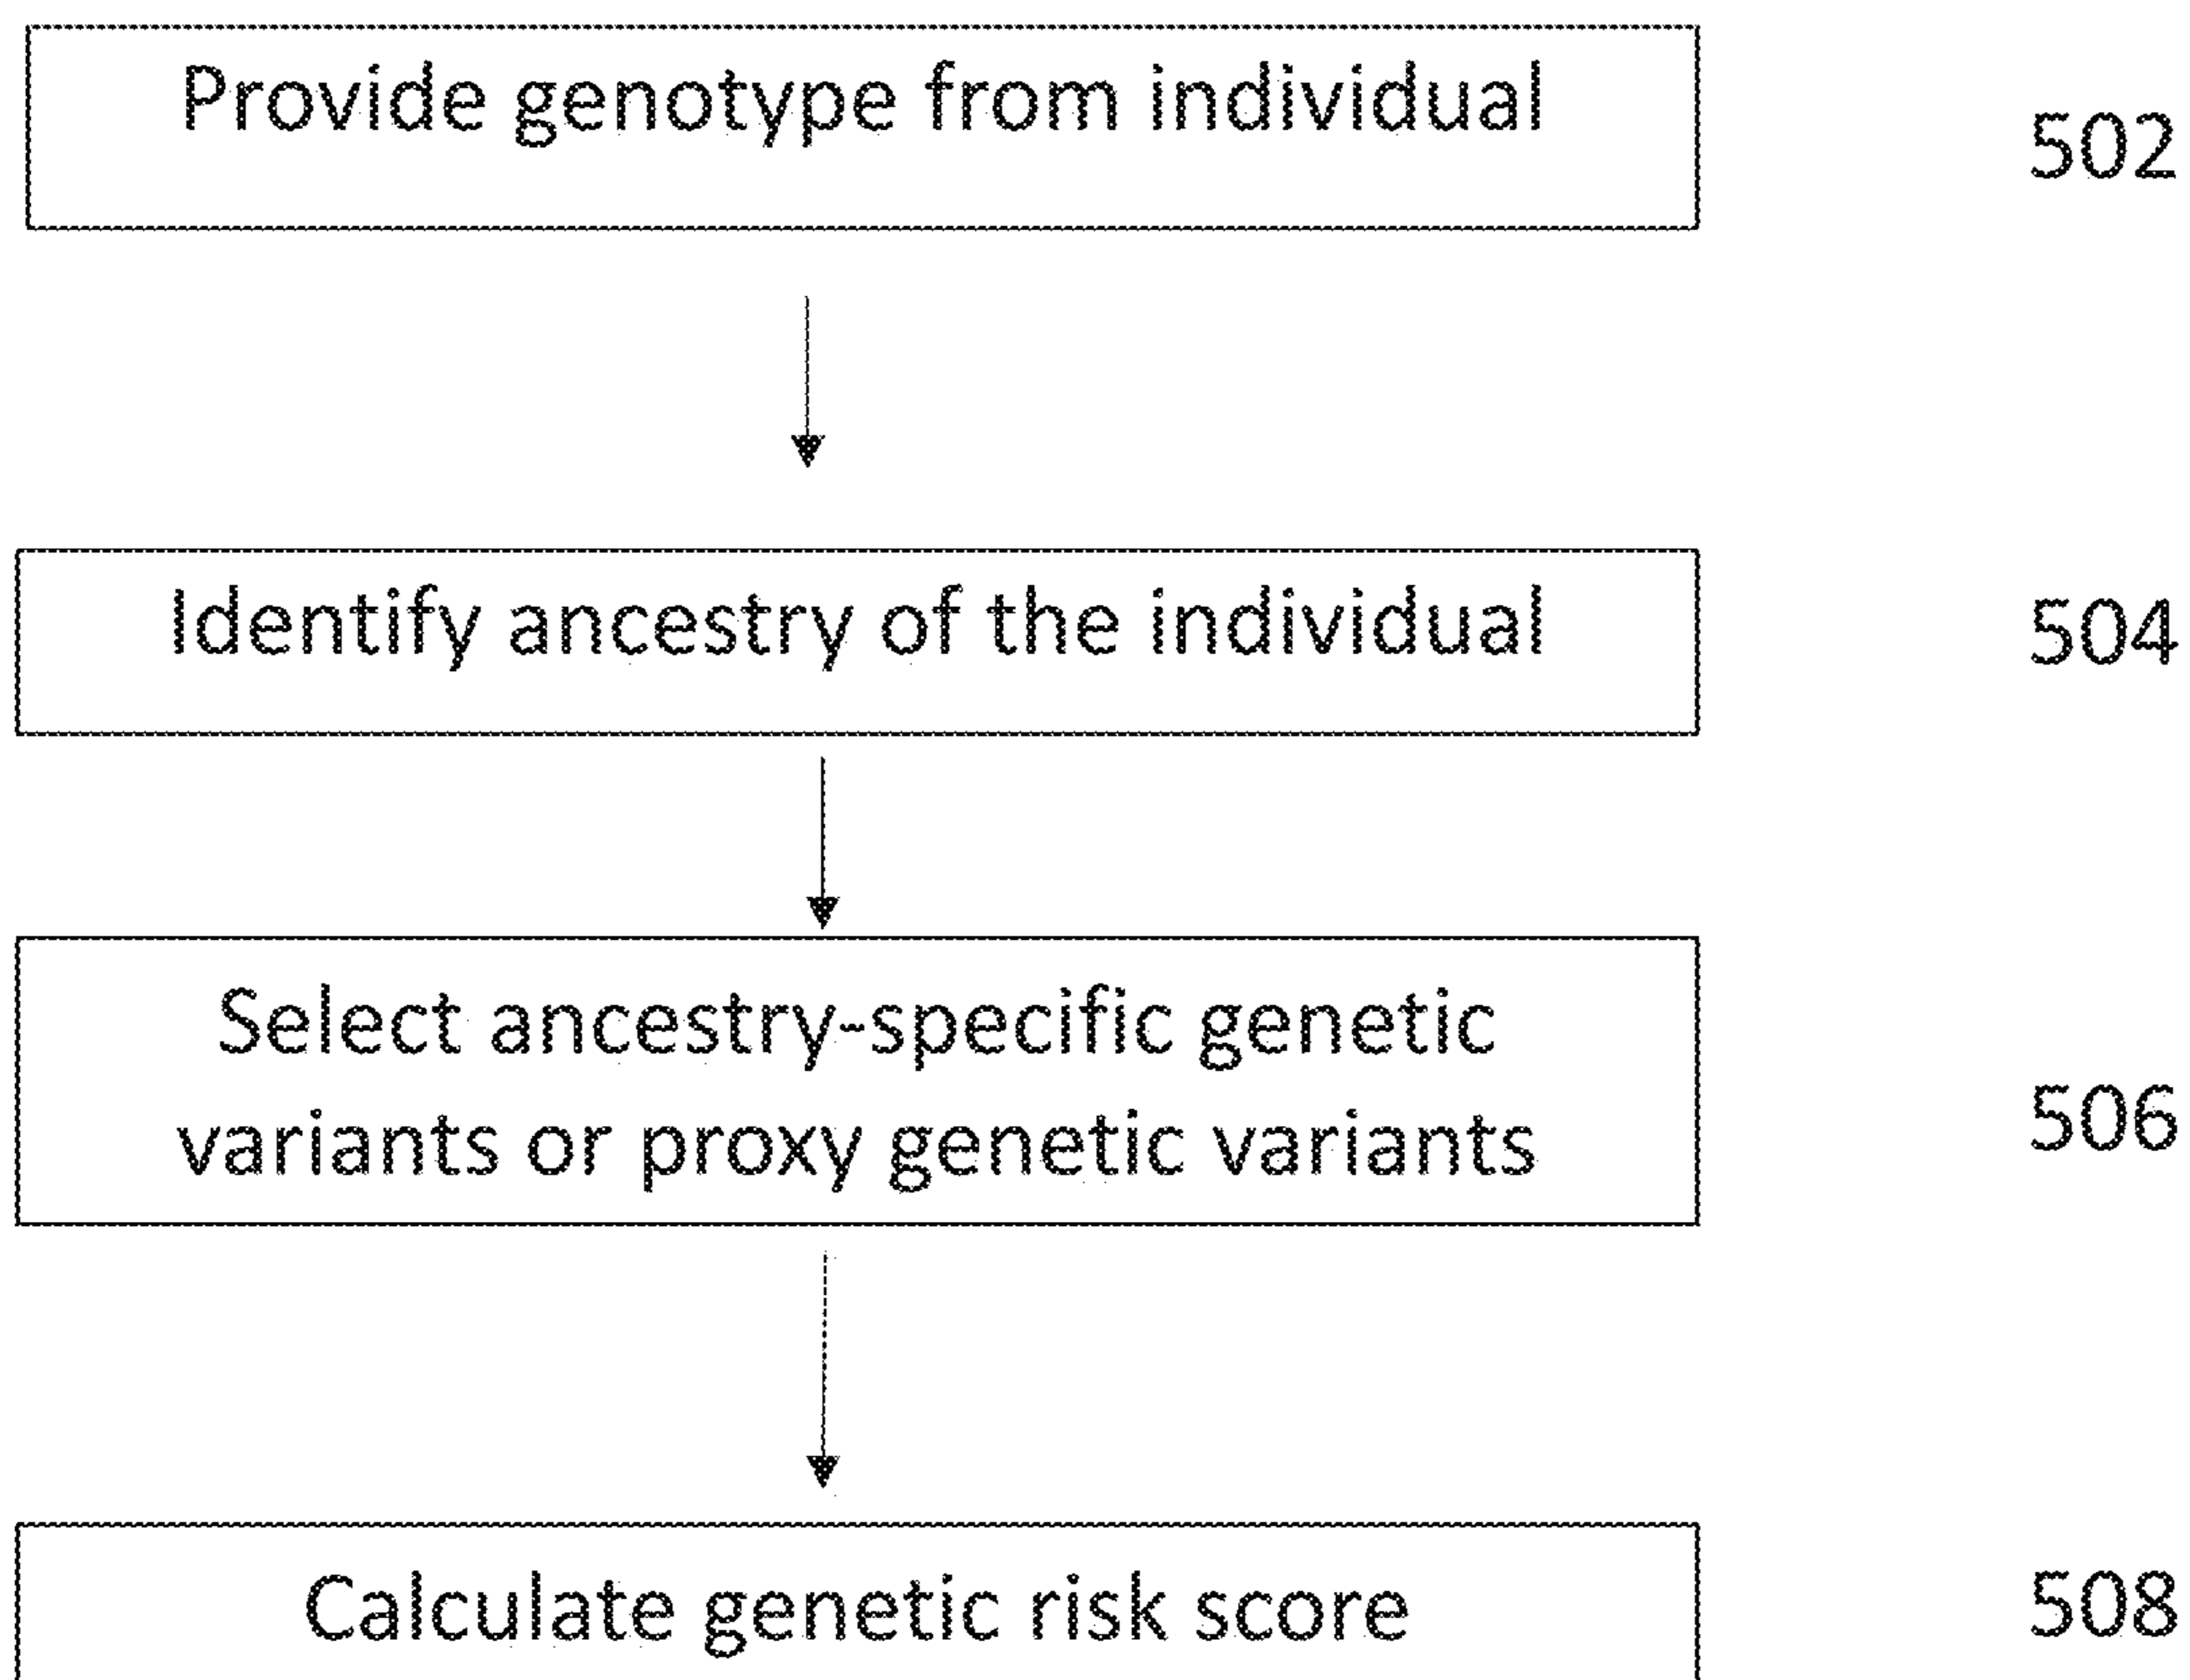 Provide genotype from individual
502
Identify ancestry of the individual
504
Select ancestry-specific genetic
variants or proxy genetic variants
506
Calculate genetic risk score
508